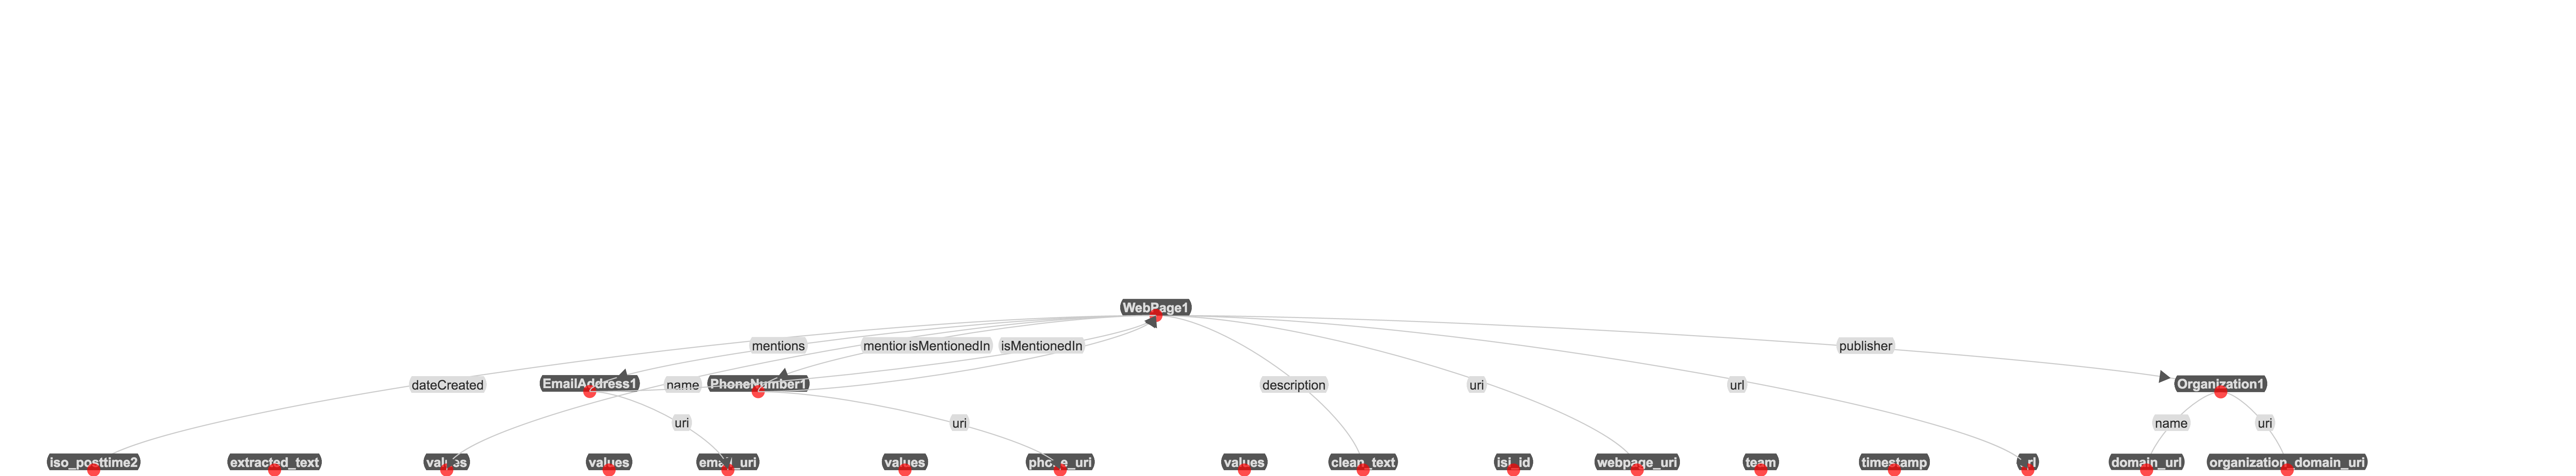 WebPage1
mentions
mentior
isMentionedIn
isMentionedIn
publisher
dateCreated
EmailAddress1
name
PhoneNumber1
description
uri
url
Organization1
uri
uri
name
uri
iso_posttime2
extracted_text
values
values
email_uri
values
phone_uri
values
clean_text
isi_id
webpage_uri
team
timestamp
url
domain_url
organization_domain_uri